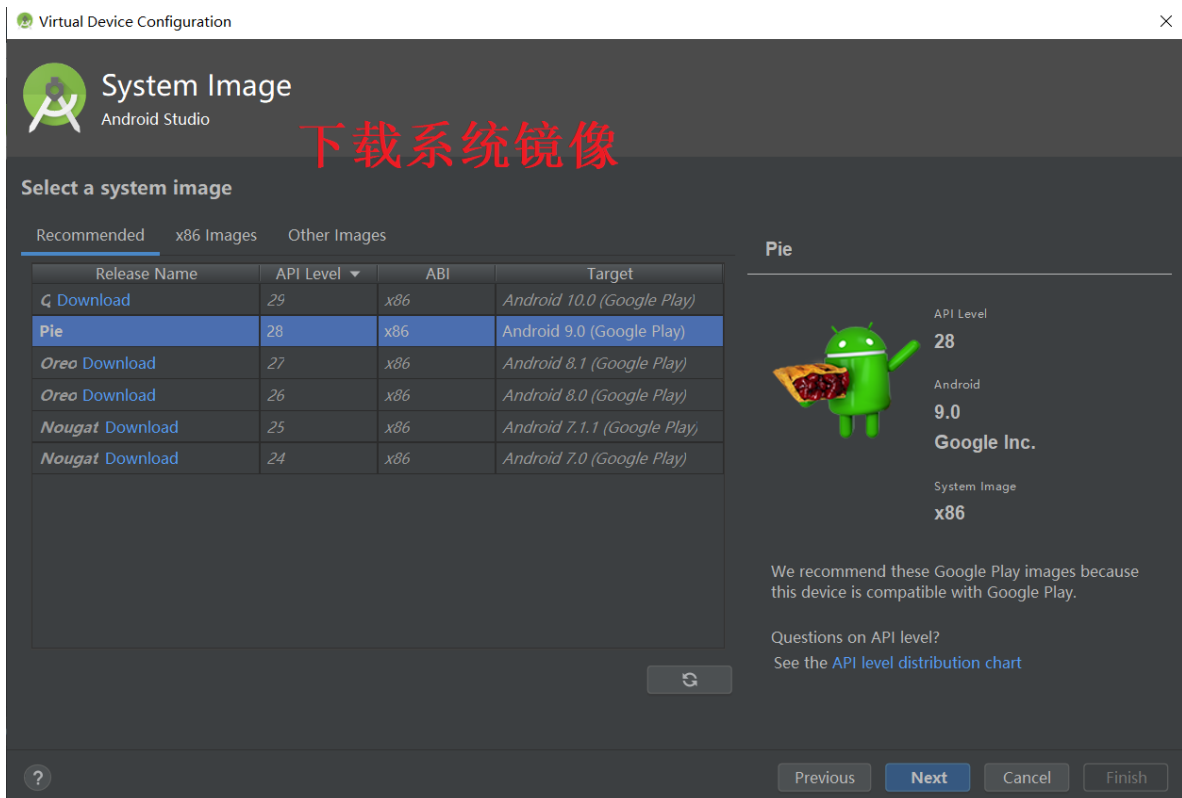 Virtual Device Configuration
System Image
Android Studio
下载系统镜像
Select a system image
Recommended x86 Images Other Images
Release Name API Level ABI Target
Q Download 29 x86 Android 10.0 (Google Play)
Pie 28 x86 Android 9.0 (Google Play)
Oreo Download 27 x86 Android 8.1 (Google Play)
Oreo Download 26 x86 Android 8.0 (Google Play)
Nougat Download 25 x86 Android 7.1.1 (Google Play)
Nougat Download 24 x86 Android 7.0 (Google Play)
Pie
API Level
28
Android
9.0
Google Inc.
System Image
x86
We recommend these Google Play images because
this device is compatible with Google Play.
Questions on API level?
See the API level distribution chart
?
Previous Next Cancel Finish